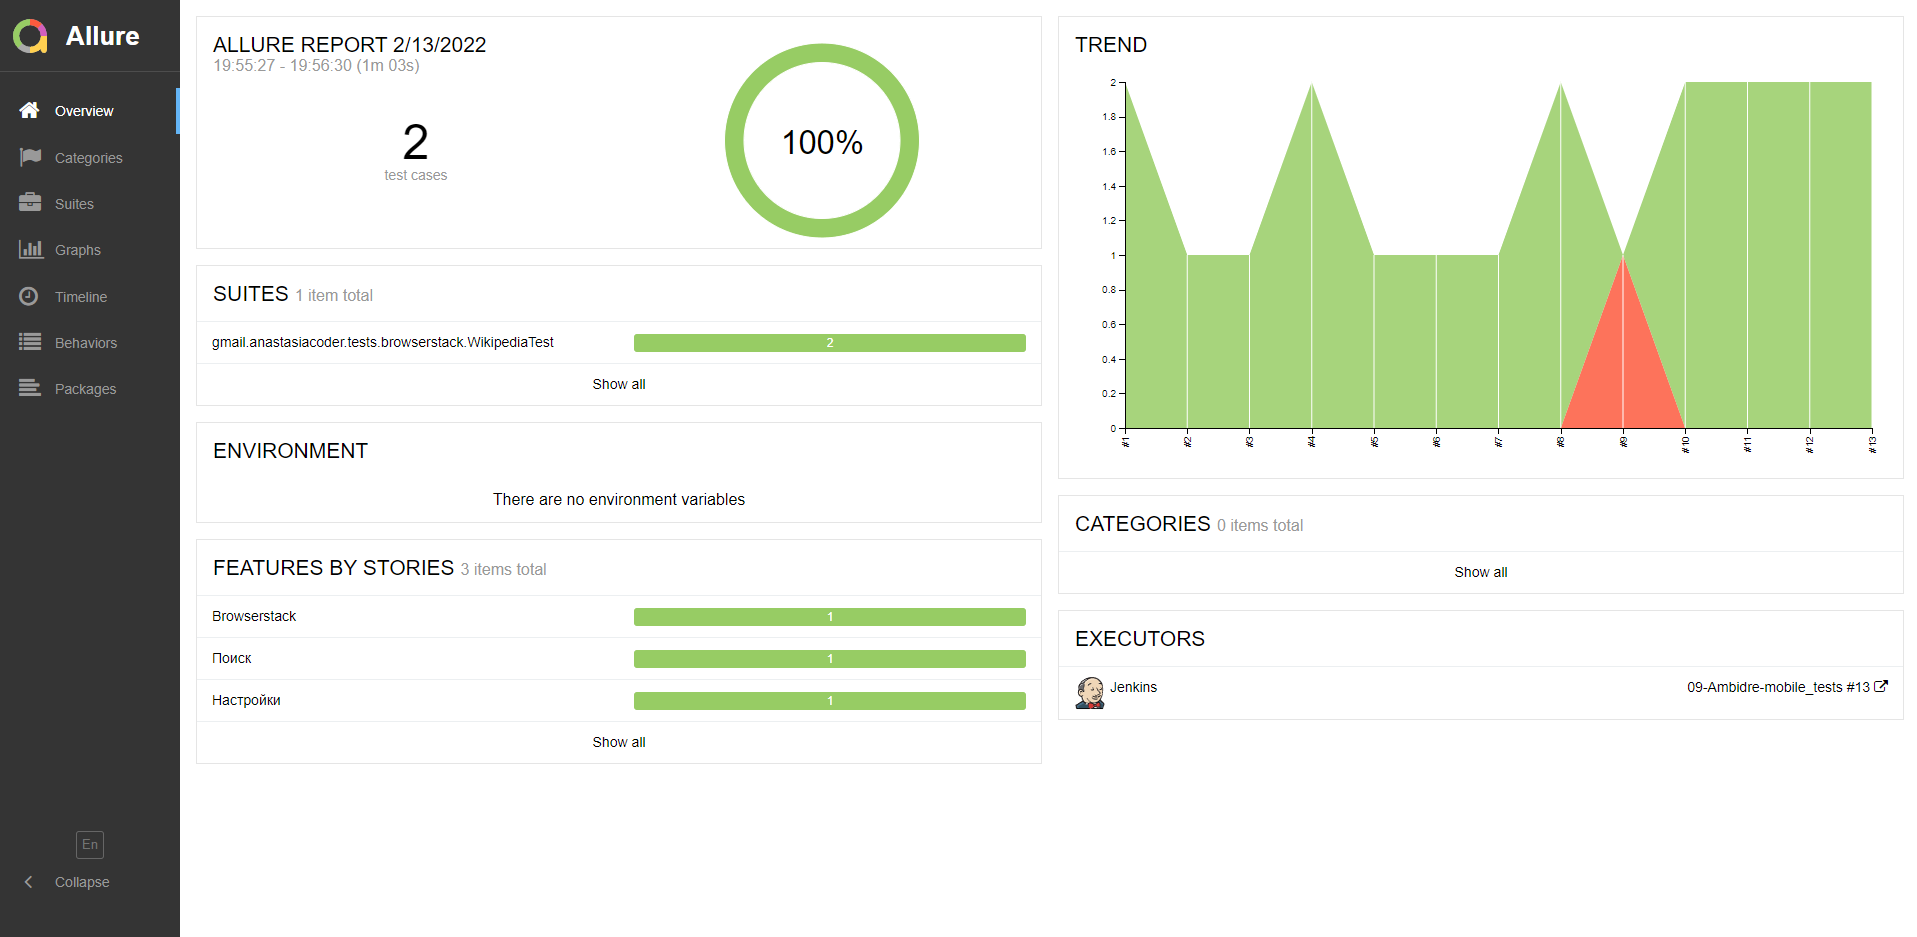 Allure
Overview
Categories
Suites
Graphs
Timeline
Behaviors
Packages
En
Collapse
ALLURE REPORT 2/13/2022
19:55:27 - 19:56:30 (1m 03s)
2
test cases
100%
SUITES 1 item total
gmail.anastasiacoder.tests.browserstack.WikipediaTest 2
Show all
ENVIRONMENT
There are no environment variables
FEATURES BY STORIES 3 items total
Browserstack 1
Поиск 1
Настройки 1
Show all
TREND
2
1.8
1.6
1.4
1.2
1
0.8
0.6
0.4
0.2
0
#1 #2 #3 #4 #5 #6 #7 #8 #9 #10 #11 #12 #13
CATEGORIES 0 items total
Show all
EXECUTORS
Jenkins 09-Ambidre-mobile_tests #13